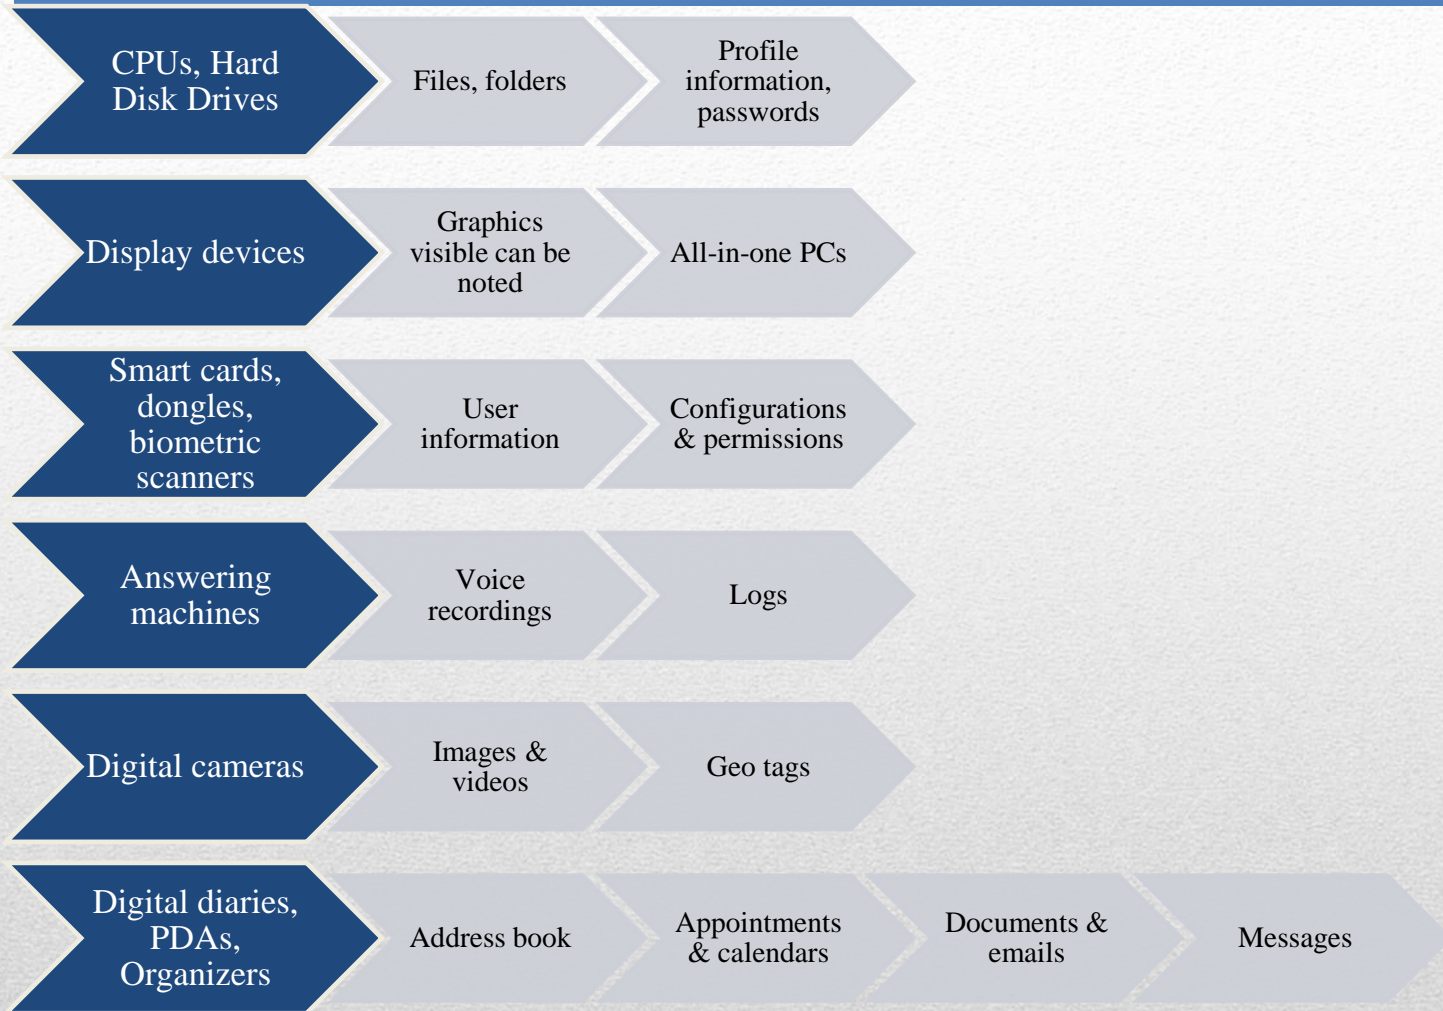 CPUs, Hard
Disk Drives
Files, folders
Profile
information,
passwords
Display devices
Graphics
visible can be
noted
All-in-one PCs
Smart cards,
dongles,
biometric
scanners
User
information
Configurations
& permissions
Answering
machines
Voice
recordings
Logs
Digital cameras
Images &
videos
Geo tags
Digital diaries,
PDAs,
Organizers
Address book
Appointments
& calendars
Documents &
emails
Messages